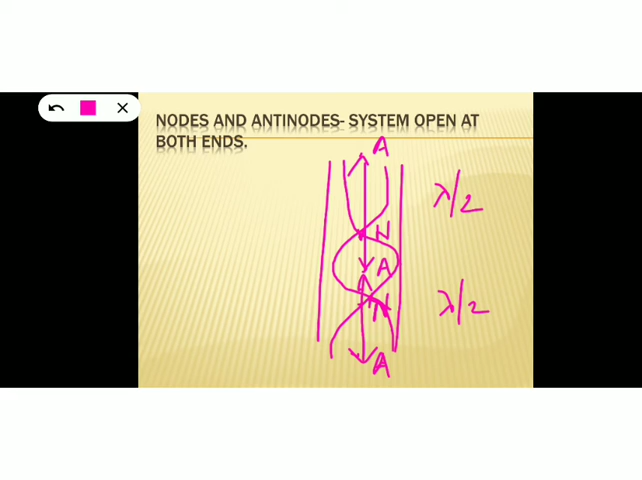 NODES AND ANTINODES- SYSTEM OPEN AT
BOTH ENDS.
A
λ/2
N
A
N
λ/2
A